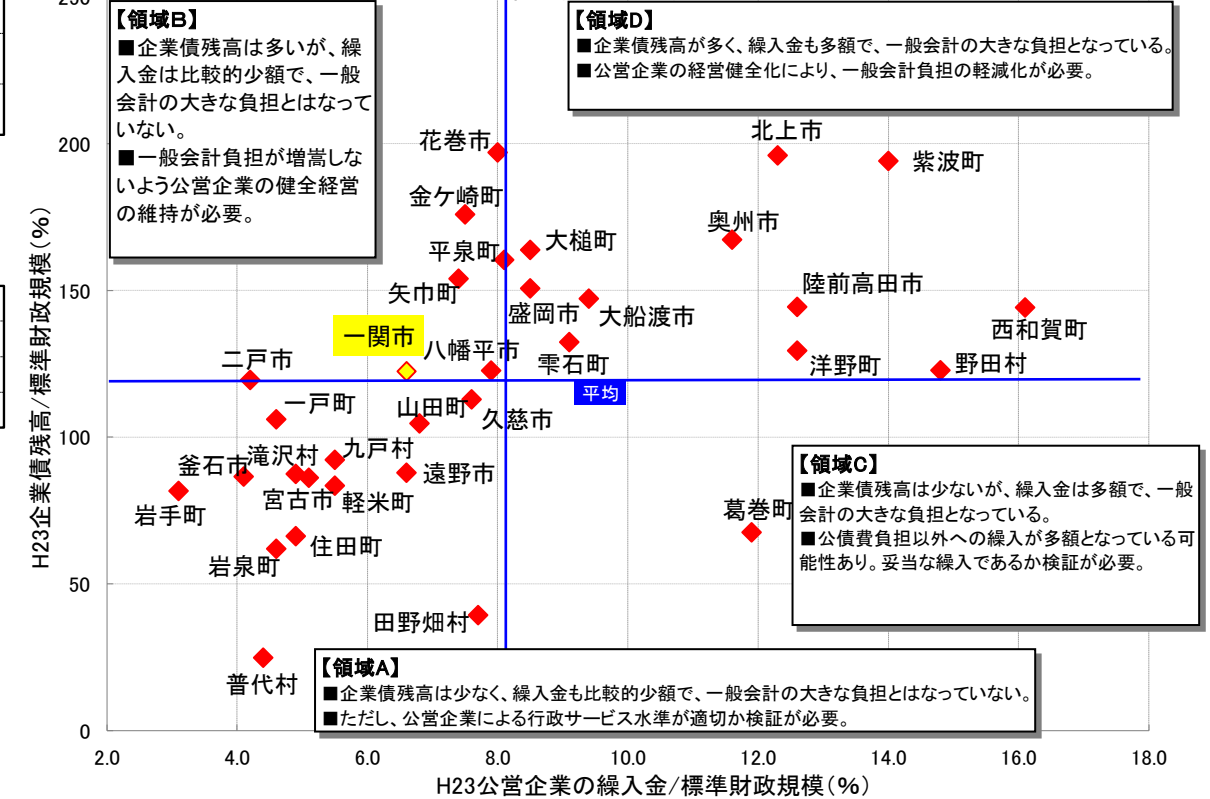 250
【領域B】
■企業債残高は多いが、繰
入金は比較的少額で、一般
会計の大きな負担とはなって
いない。
■一般会計負担が増嵩しな
いよう公営企業の健全経営
の維持が必要。
【領域D】
■企業債残高が多く、繰入金も多額で、一般会計の大きな負担となっている。
■公営企業の経営健全化により、一般会計負担の軽減化が必要。
200
花巻市
北上市
紫波町
金ケ崎町
奥州市
平泉町
大槌町
150
矢巾町
盛岡市
大船渡市
陸前高田市
西和賀町
一関市
八幡平市
雫石町
洋野町
野田村
二戸市
平均
一戸町
山田町
久慈市
100
釜石市
滝沢村
九戸村
遠野市
岩手町
宮古市
軽米町
葛巻町
【領域C】
■企業債残高は少ないが、繰入金は多額で、一般
会計の大きな負担となっている。
■公債費負担以外への繰入が多額となっている可
能性あり。妥当な繰入であるか検証が必要。
住田町
岩泉町
50
田野畑村
普代村
【領域A】
■企業債残高は少なく、繰入金も比較的少額で、一般会計の大きな負担とはなっていない。
■ただし、公営企業による行政サービス水準が適切か検証が必要。
0
2.0 4.0 6.0 8.0 10.0 12.0 14.0 16.0 18.0
H23公営企業の繰入金/標準財政規模(%)
H23企業債残高/標準財政規模(%)